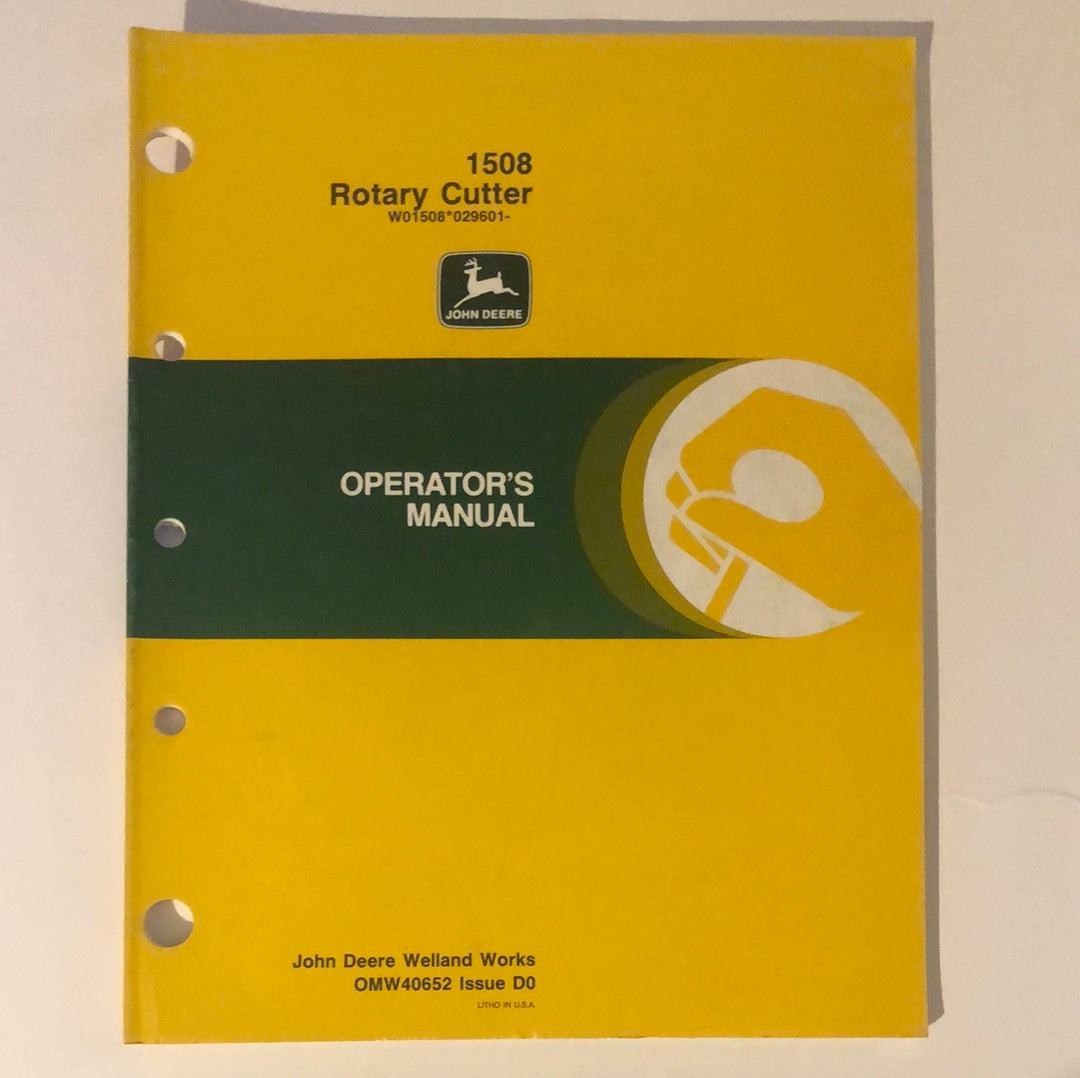 1508
Rotary Cutter
W01508*029601-
JOHN DEERE
OPERATOR'S
MANUAL
John Deere Welland Works
OMW40652 Issue D0
LITHO IN U.S.A.